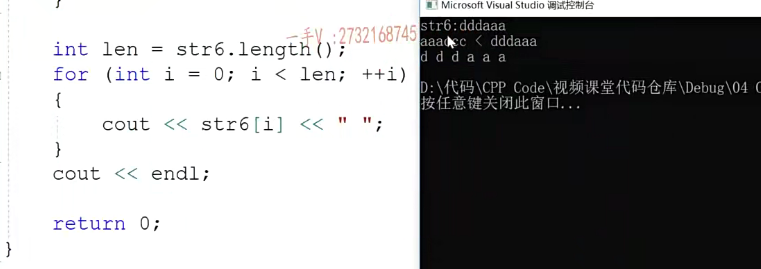 }
int len = str6.length();
for (int i = 0; i < len; ++i)
{
cout << str6[i] << " ";
}
cout << endl;
return 0;
}
一手V :2732168745
Microsoft Visual Studio 调试控制台
str6:dddaaa
< dddaaa
d d d a a a
D:\代码\CPP Code\视频课堂代码仓库\Debug\04
按任意键关闭此窗口...